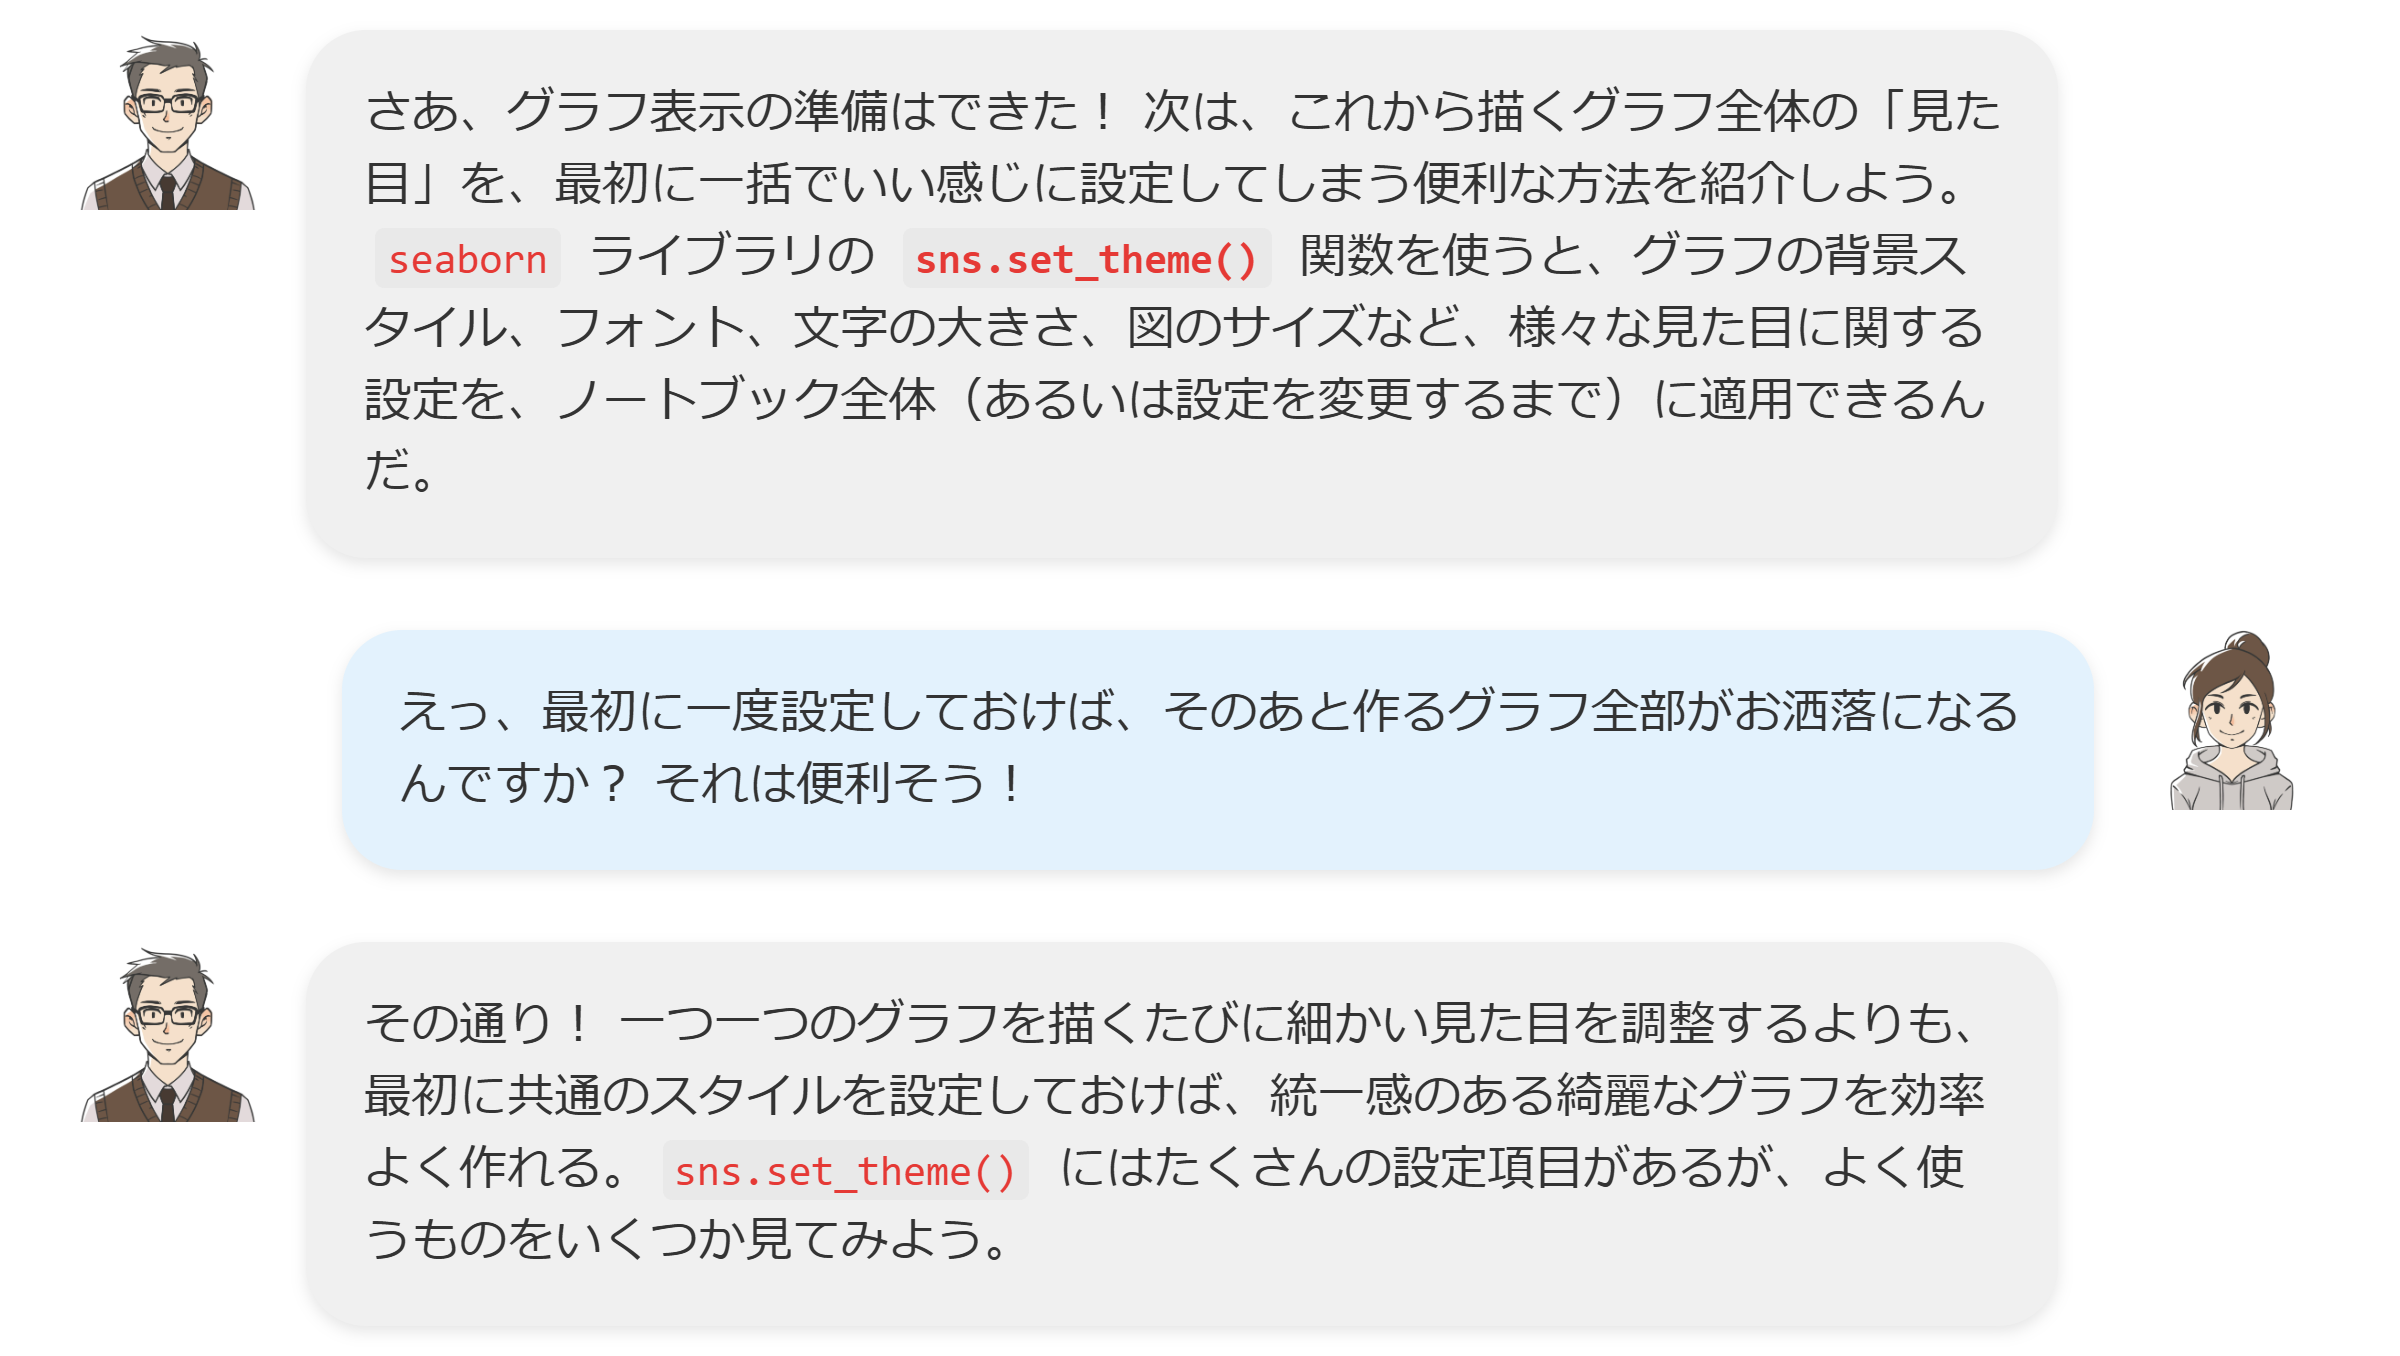 さあ、グラフ表示の準備はできた！ 次は、これから描くグラフ全体の「見た
目」を、最初に一括でいい感じに設定してしまう便利な方法を紹介しよう。
seaborn ライブラリの sns.set_theme() 関数を使うと、グラフの背景ス
タイル、フォント、文字の大きさ、図のサイズなど、様々な見た目に関する
設定を、ノートブック全体（あるいは設定を変更するまで）に適用できるん
だ。
えっ、最初に一度設定しておけば、そのあと作るグラフ全部がお洒落になる
んですか？ それは便利そう！
その通り！ 一つ一つのグラフを描くたびに細かい見た目を調整するよりも、
最初に共通のスタイルを設定しておけば、統一感のある綺麗なグラフを効率
よく作れる。 sns.set_theme() にはたくさんの設定項目があるが、よく使
うものをいくつか見てみよう。